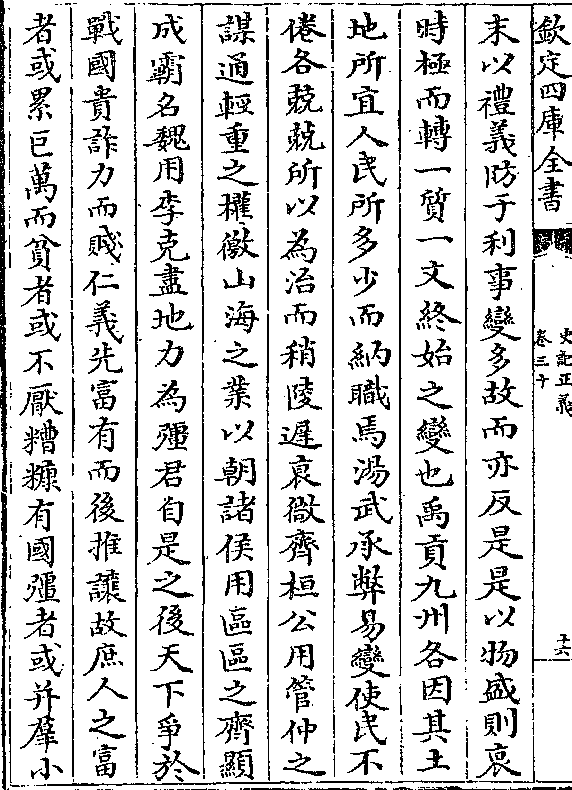 欽定四庫全書
史記正義
卷三十
十六
末以禮義防于利事變多故而亦反是是以物盛則衰
時極而轉一質一文終始之變也禹貢九州各因其土
地所宜人民所多少而納職焉湯武承弊易變使民不
倦各兢兢所以為治而稍陵遲衰微齊桓公用管仲之
謀通輕重之權徼山海之業以朝諸侯用區區之齊顯
成霸名魏用李克盡地力為彊君自是之後天下爭於
戰國貴詐力而賤仁義先富有而後推讓故庶人之富
者或累巨萬而貧者或不厭糟糠有國彊者或并羣小